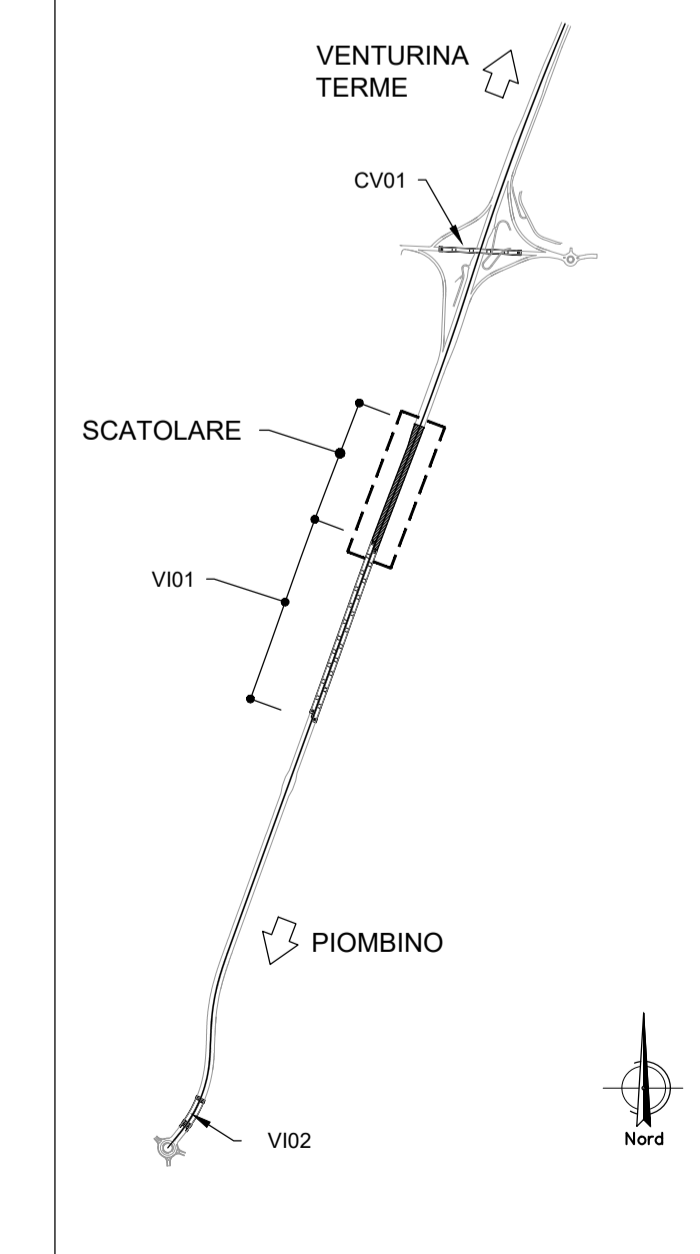 VENTURINA
TERME
CV01
SCATOLARE
VI01
PIOMBINO
VI02
Nord